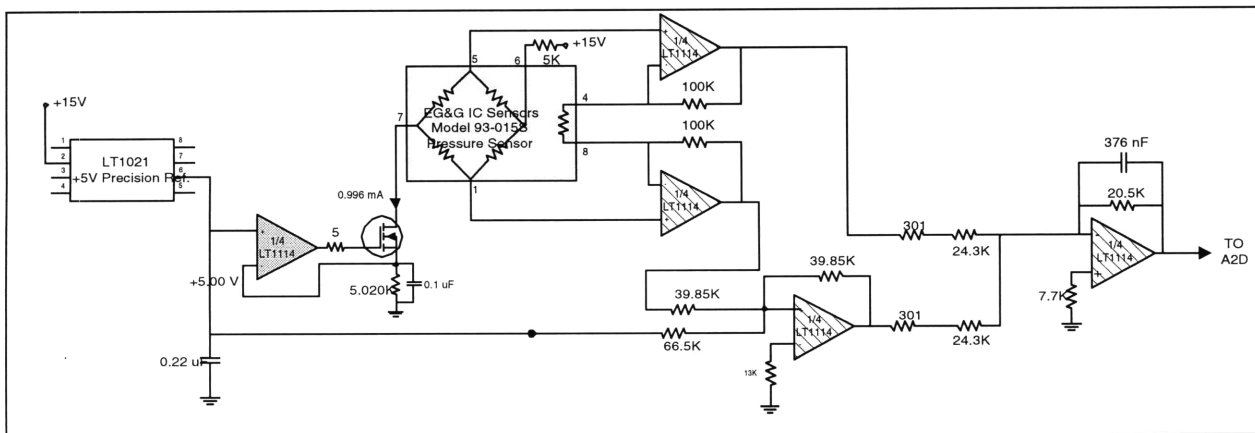 +15V
1
2
3
4
8
7
6
5
LT1021
+5V Precision Ref.
0.22 uF
+
-
1/4
LT1114
+5.00 V
5
0.996 mA
5.020K
0.1 uF
7
5
6
1
4
8
5K
+15V
EG&G IC Sensors
Model 93-015S
Pressure Sensor
+
-
1/4
LT1114
100K
100K
-
+
1/4
LT1114
39.85K
39.85K
66.5K
1/4
LT1114
-
13K
301
24.3K
301
24.3K
376 nF
20.5K
-
+
1/4
LT1114
7.7K
TO
A2D